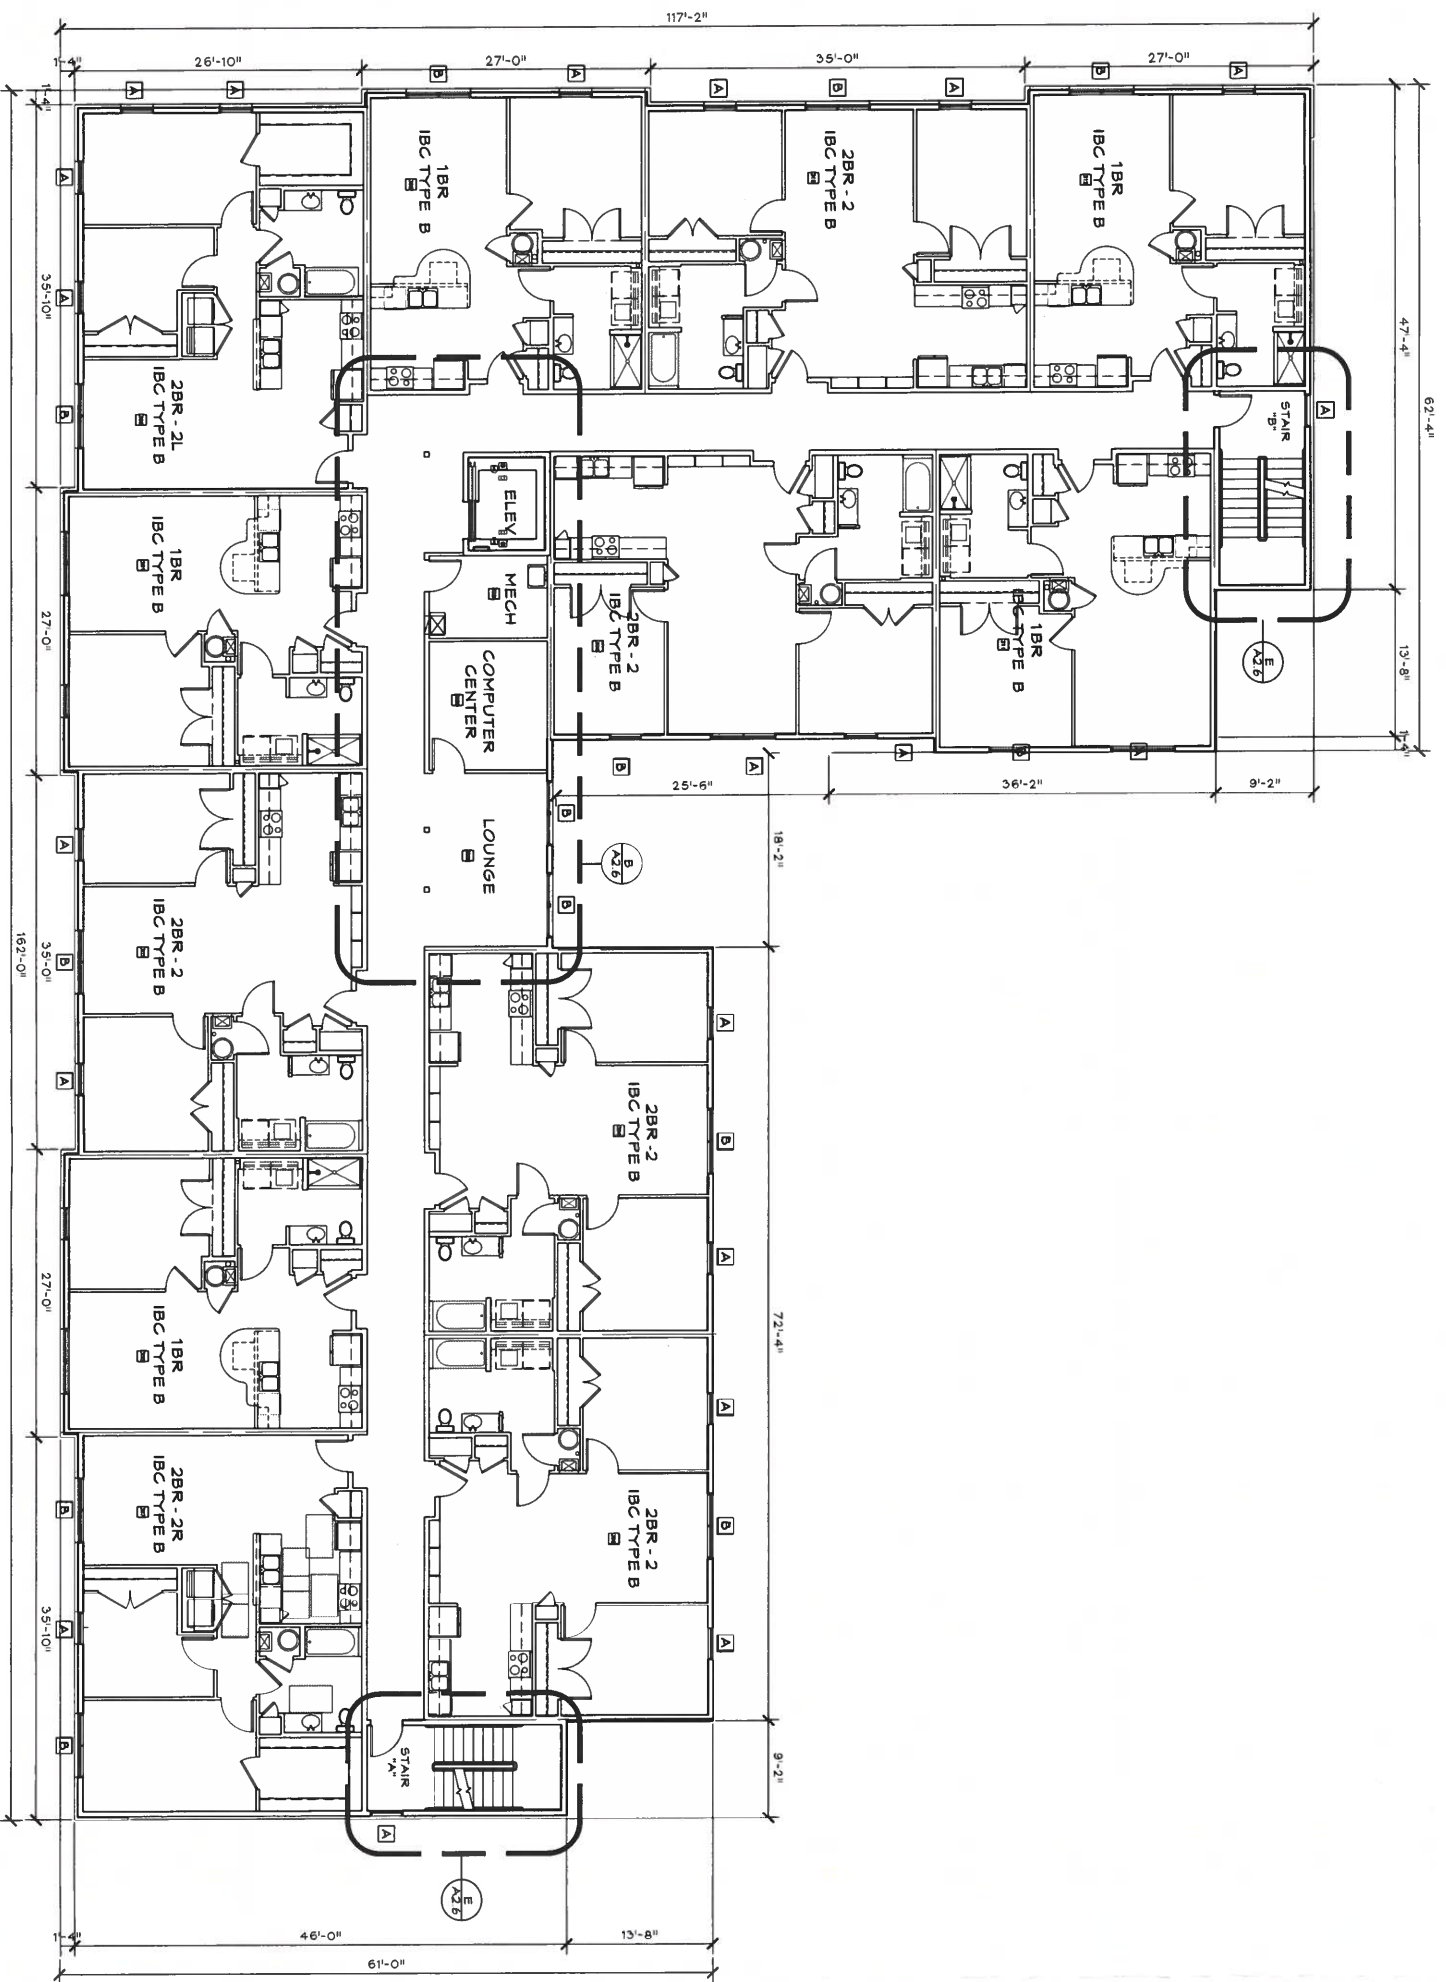 117'-2"
1'-4"
26'-10"
27'-0"
35'-0"
27'-0"
B
A
B
A
A
A
A
B
A
1'-4"
A
35'-10"
A
B
1BR
IBC TYPE B
2BR - 2
IBC TYPE B
1BR
IBC TYPE B
47'-4"
62'-4"
2BR - 2L
IBC TYPE B
A
STAIR
"B"
ELEV
MECH
1BR
IBC TYPE B
27'-0"
2BR - 2
IBC TYPE B
1BR
IBC TYPE B
E
A2.6
13'-8"
1'-4"
COMPUTER
CENTER
B
A
A
B
A
25'-6"
36'-2"
9'-2"
B
LOUNGE
B
A2.6
18'-2"
B
A
2BR - 2
IBC TYPE B
B
35'-0"
162'-0"
A
A
2BR - 2
IBC TYPE B
B
A
1BR
IBC TYPE B
27'-0"
72'-4"
A
2BR - 2R
IBC TYPE B
B
2BR - 2
IBC TYPE B
B
35'-10"
A
A
B
STAIR
"A"
9'-2"
A
E
A2.6
1'-4"
46'-0"
13'-8"
61'-0"